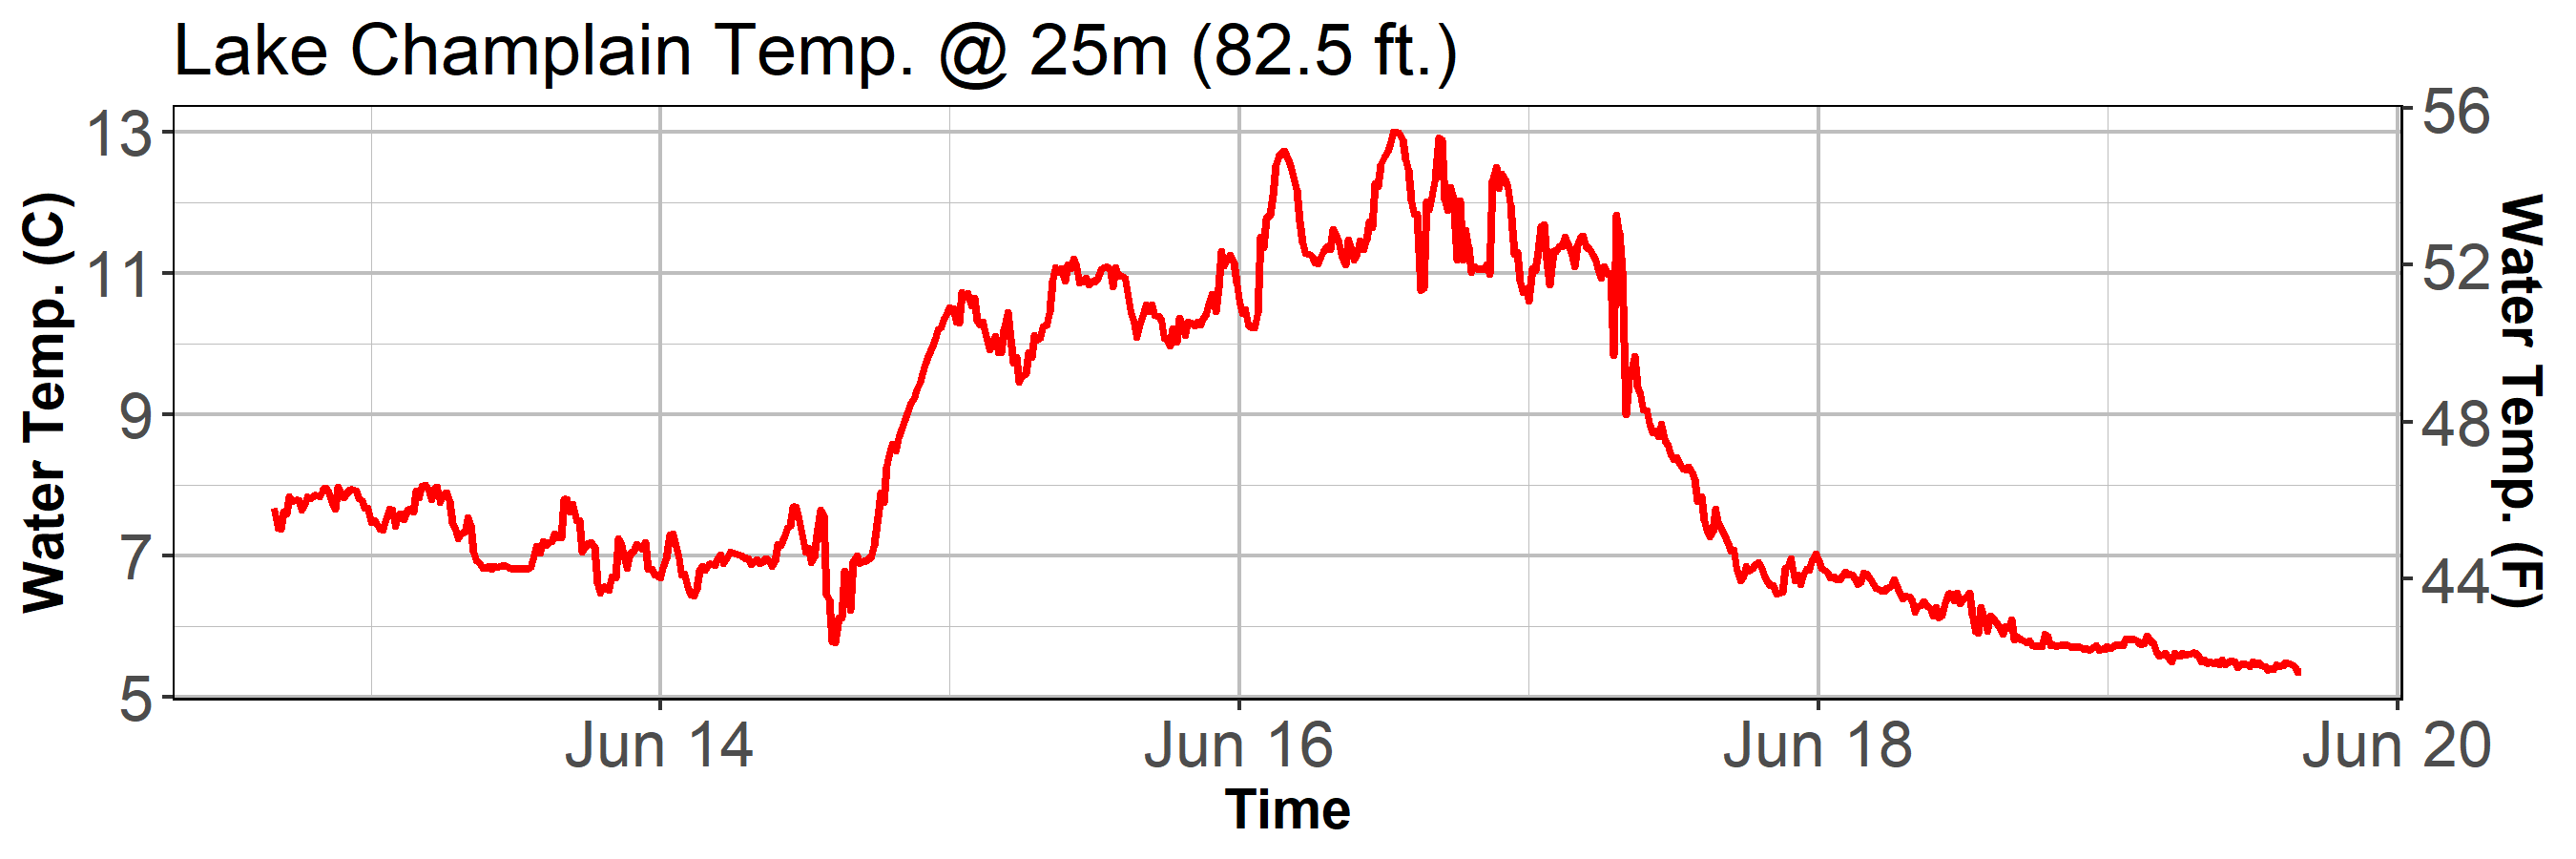 Lake Champlain Temp. @ 25m (82.5 ft.)
Water Temp. (C)
13
11
9
7
5
56
52
48
44
Water Temp. (F)
Jun 14
Jun 16
Jun 18
Jun 20
Time